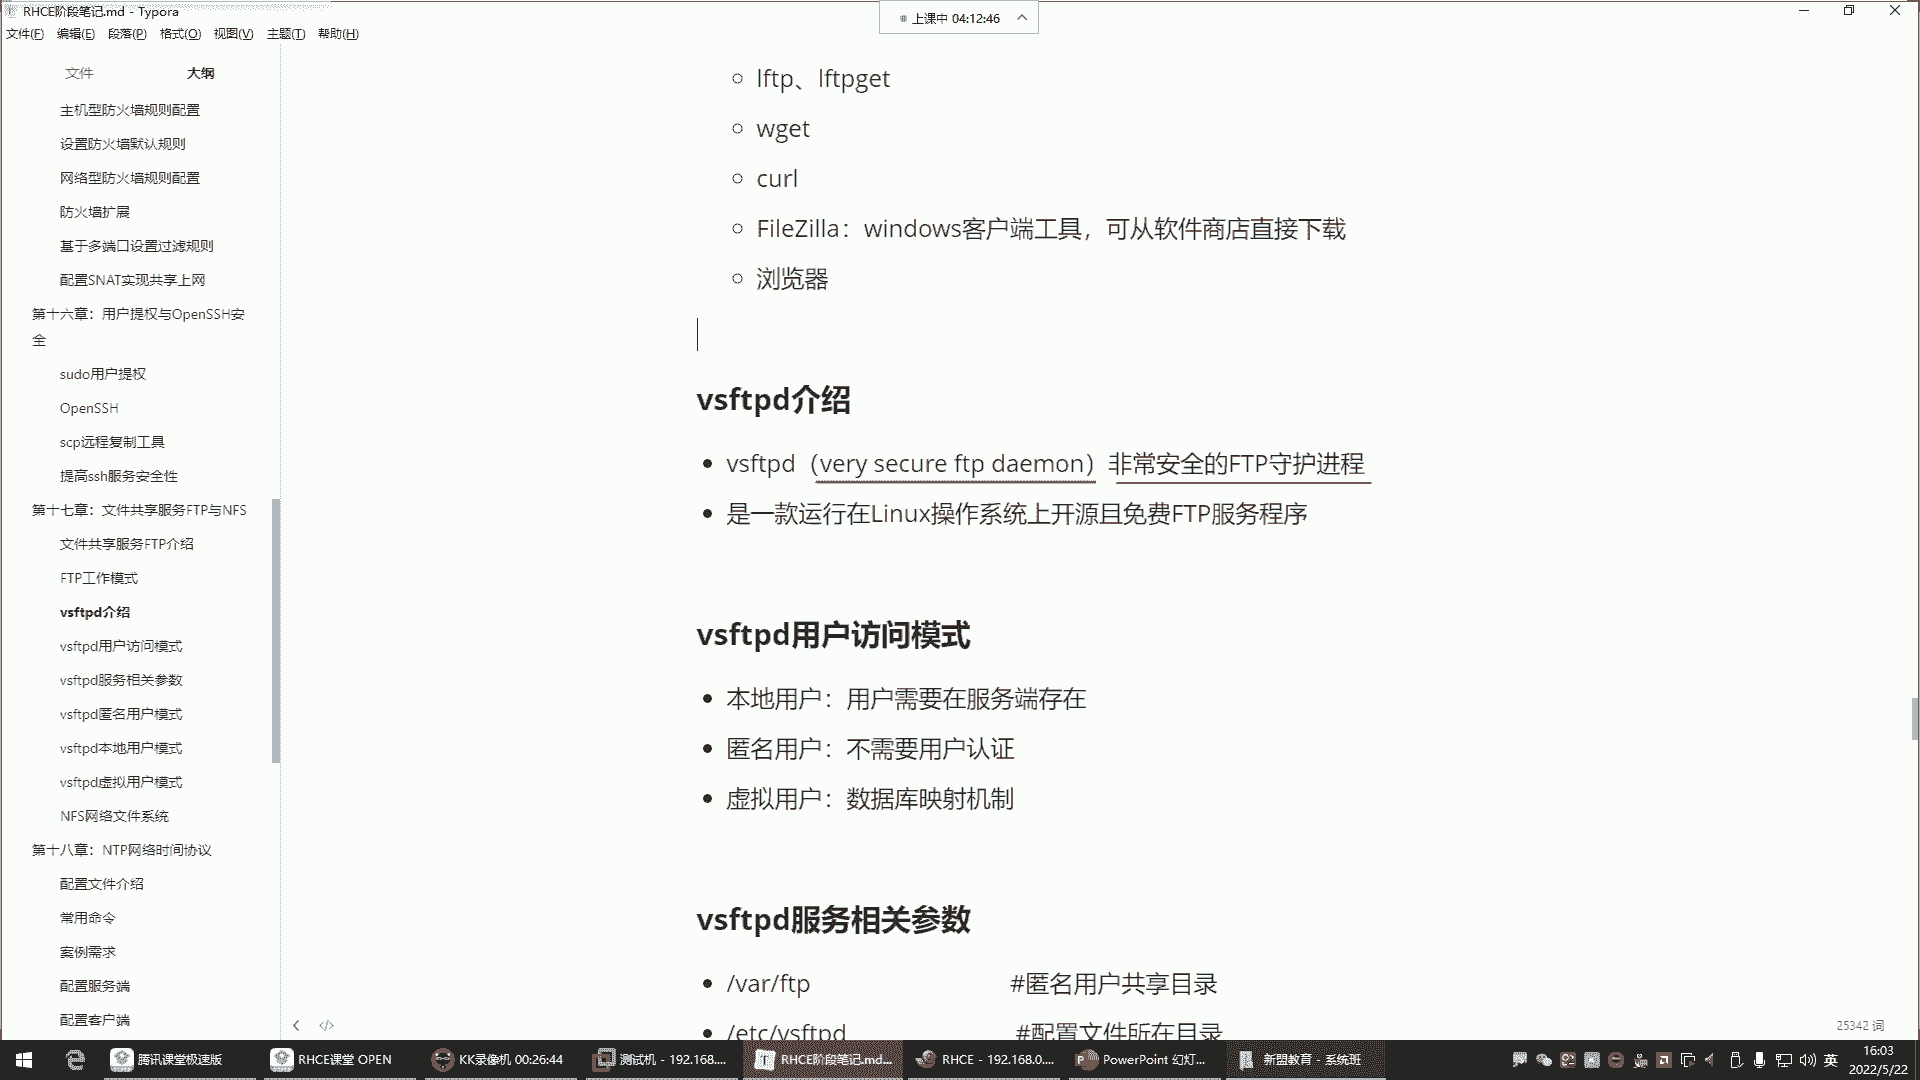 RHCE阶段笔记.md - Typora
上课中 04:12:46
文件(F) 编辑(E) 段落(P) 格式(O) 视图(V) 主题(T) 帮助(H)
文件 大纲
主机型防火墙规则配置
设置防火墙默认规则
网络型防火墙规则配置
防火墙扩展
基于多端口设置过滤规则
配置SNAT实现共享上网
第十六章：用户提权与OpenSSH安
全
sudo用户提权
OpenSSH
scp远程复制工具
提高ssh服务安全性
第十七章：文件共享服务FTP与NFS
文件共享服务FTP介绍
FTP工作模式
vsftpd介绍
vsftpd用户访问模式
vsftpd服务相关参数
vsftpd匿名用户模式
vsftpd本地用户模式
vsftpd虚拟用户模式
NFS网络文件系统
第十八章：NTP网络时间协议
配置文件介绍
常用命令
案例需求
配置服务端
配置客户端
lftp、lftpget
wget
curl
FileZilla：windows客户端工具，可从软件商店直接下载
浏览器
vsftpd介绍
vsftpd（very secure ftp daemon）非常安全的FTP守护进程
是一款运行在Linux操作系统上开源且免费FTP服务程序
vsftpd用户访问模式
本地用户：用户需要在服务端存在
匿名用户：不需要用户认证
虚拟用户：数据库映射机制
vsftpd服务相关参数
/var/ftp #匿名用户共享目录
/etc/vsftpd #配置文件所在目录
25342 词
腾讯课堂极速版
RHCE课堂 OPEN
KK录像机 00:26:44
测试机 - 192.168....
RHCE阶段笔记.md...
RHCE - 192.168.0....
PowerPoint 幻灯...
新盟教育 - 系统班
英
16:03
2022/5/22